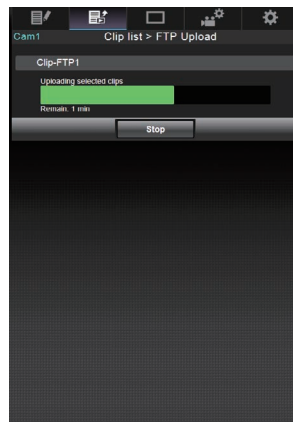 Cam1
Clip list > FTP Upload
Clip-FTP1
Uploading selected clips
Remain: 1 min
Stop